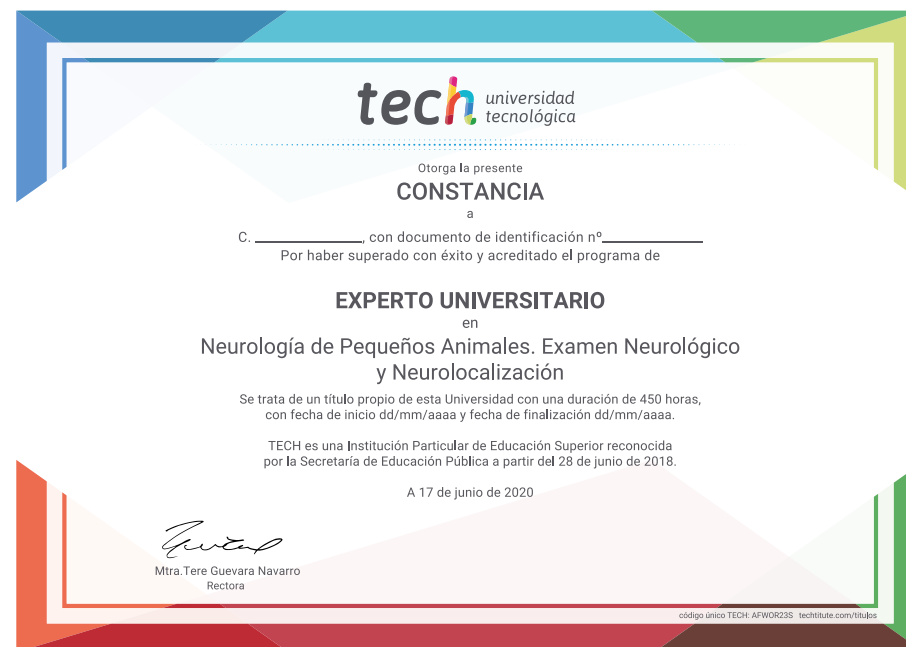 tech universidad
tecnológica
Otorga la presente
CONSTANCIA
a
C. ____________, con documento de identificación nº____________
Por haber superado con éxito y acreditado el programa de
EXPERTO UNIVERSITARIO
en
Neurología de Pequeños Animales. Examen Neurológico
y Neurolocalización
Se trata de un título propio de esta Universidad con una duración de 450 horas,
con fecha de inicio dd/mm/aaaa y fecha de finalización dd/mm/aaaa.
TECH es una Institución Particular de Educación Superior reconocida
por la Secretaría de Educación Pública a partir del 28 de junio de 2018.
A 17 de junio de 2020
Mtra.Tere Guevara Navarro
Rectora
código único TECH: AFWOR23S techtitute.com/titulos